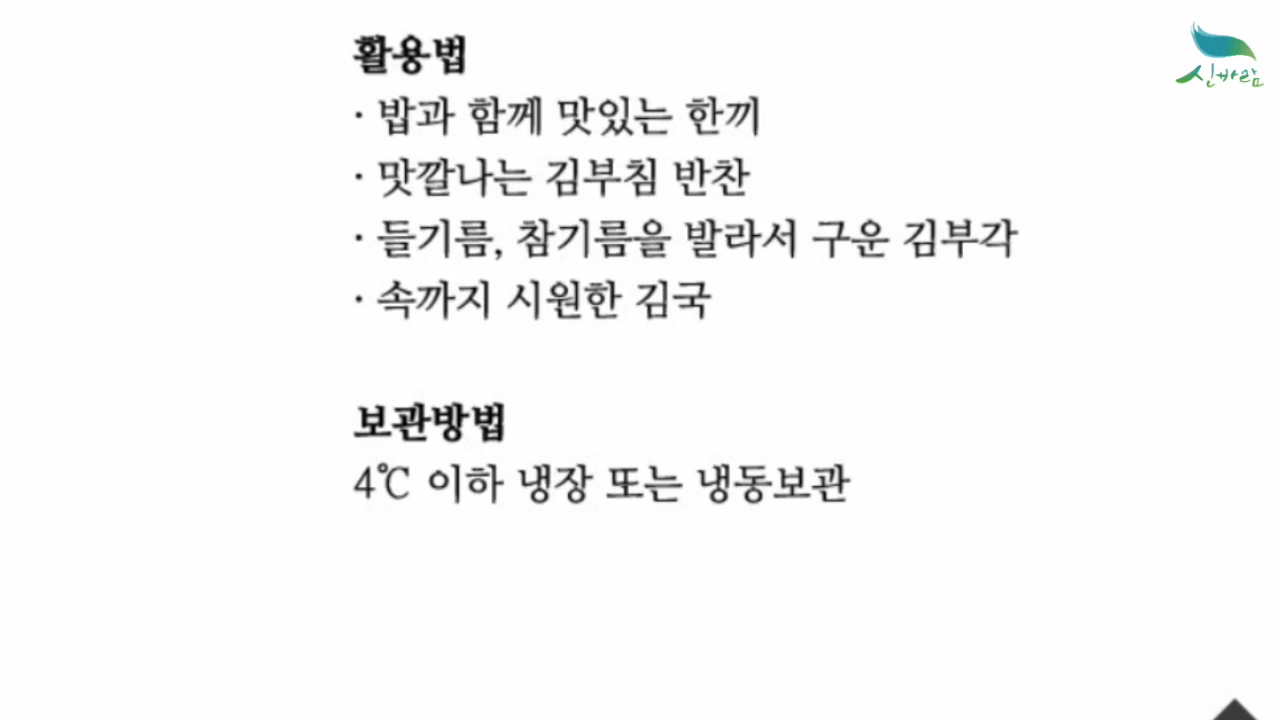 활용법
· 밥과 함께 맛있는 한끼
· 맛깔나는 김부침 반찬
· 들기름, 참기름을 발라서 구운 김부각
· 속까지 시원한 김국
보관방법
4℃ 이하 냉장 또는 냉동보관
신바람